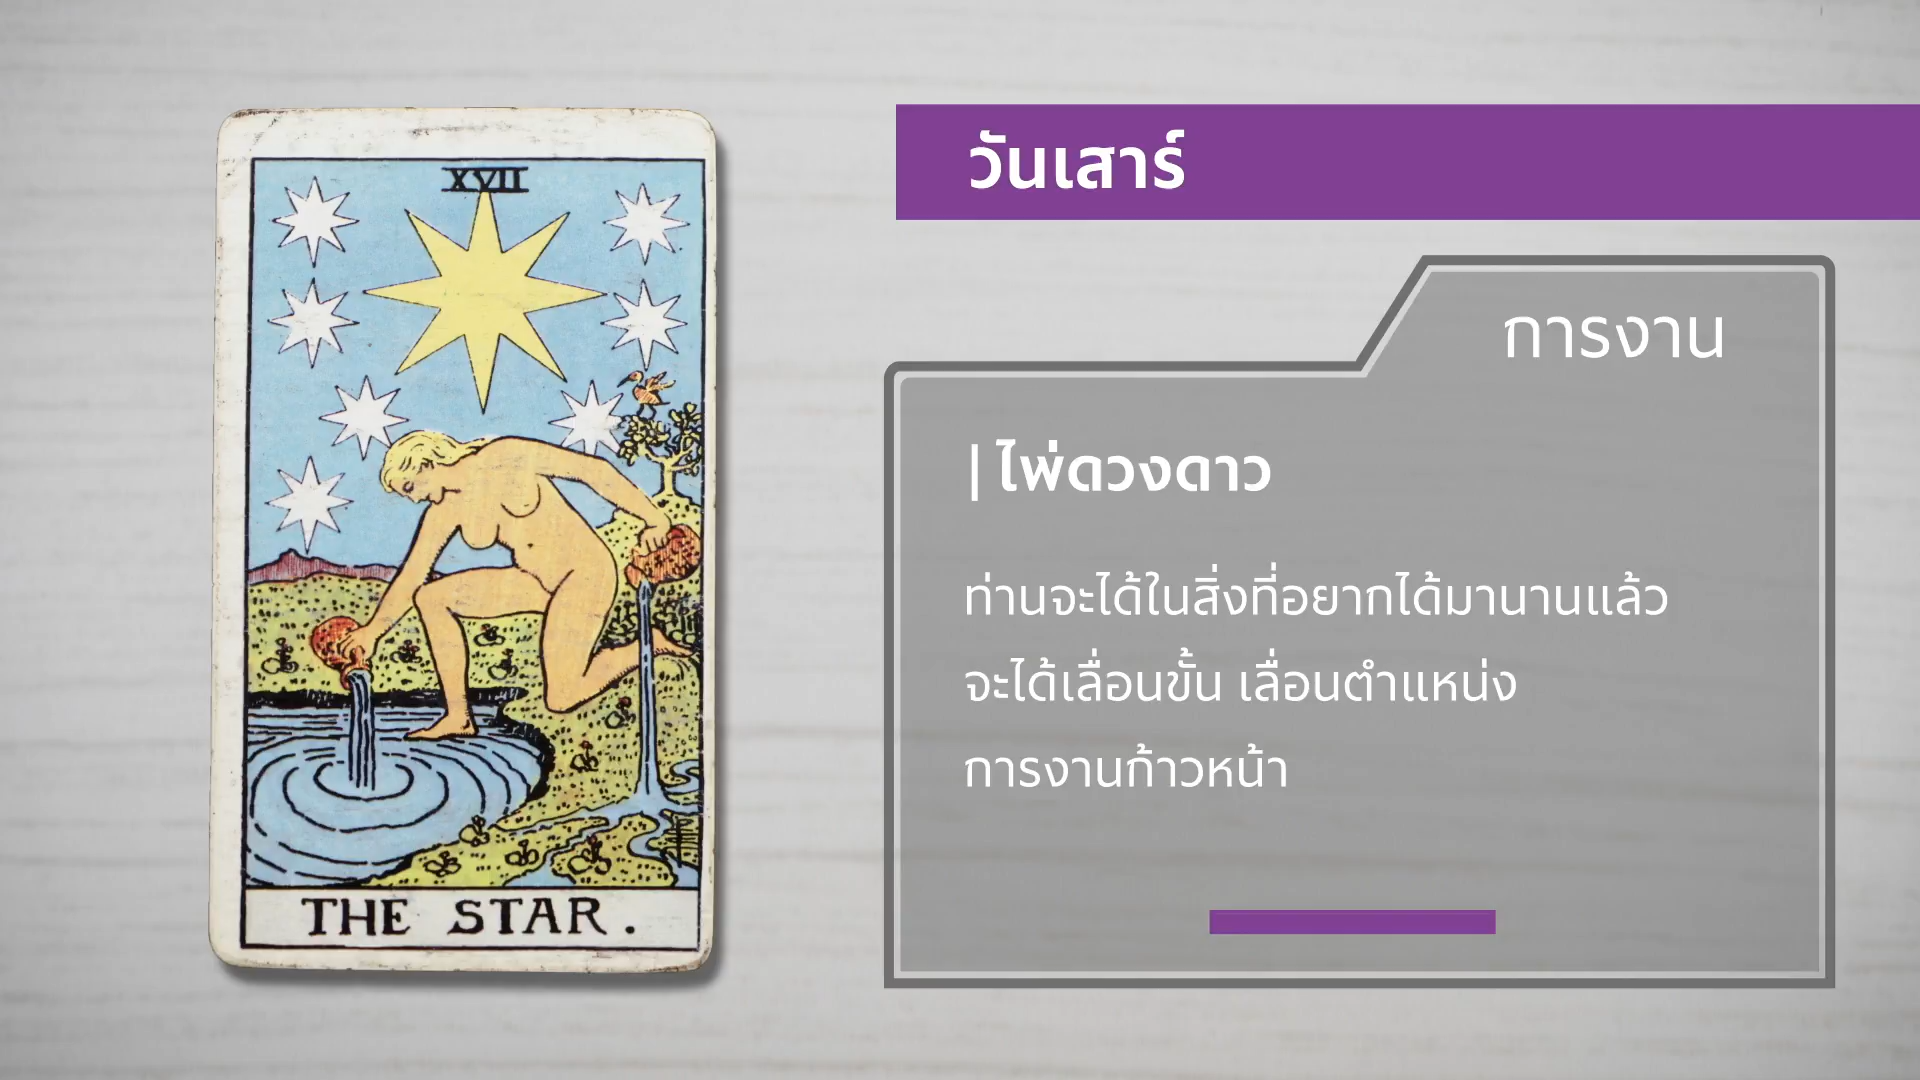 XVII
THE STAR.
วันเสาร์
การงาน
| ไพ่ดวงดาว
ท่านจะได้ในสิ่งที่อยากได้มานานแล้ว
จะได้เลื่อนขั้น เลื่อนตำแหน่ง
การงานก้าวหน้า